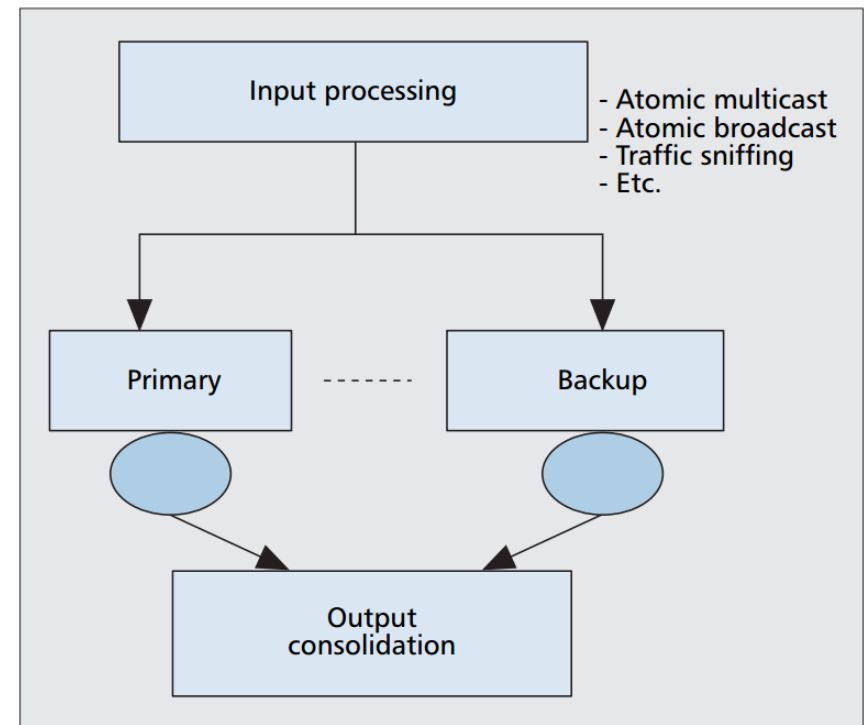 Input processing
- Atomic multicast
- Atomic broadcast
- Traffic sniffing
- Etc.
Primary
Backup
Output
consolidation